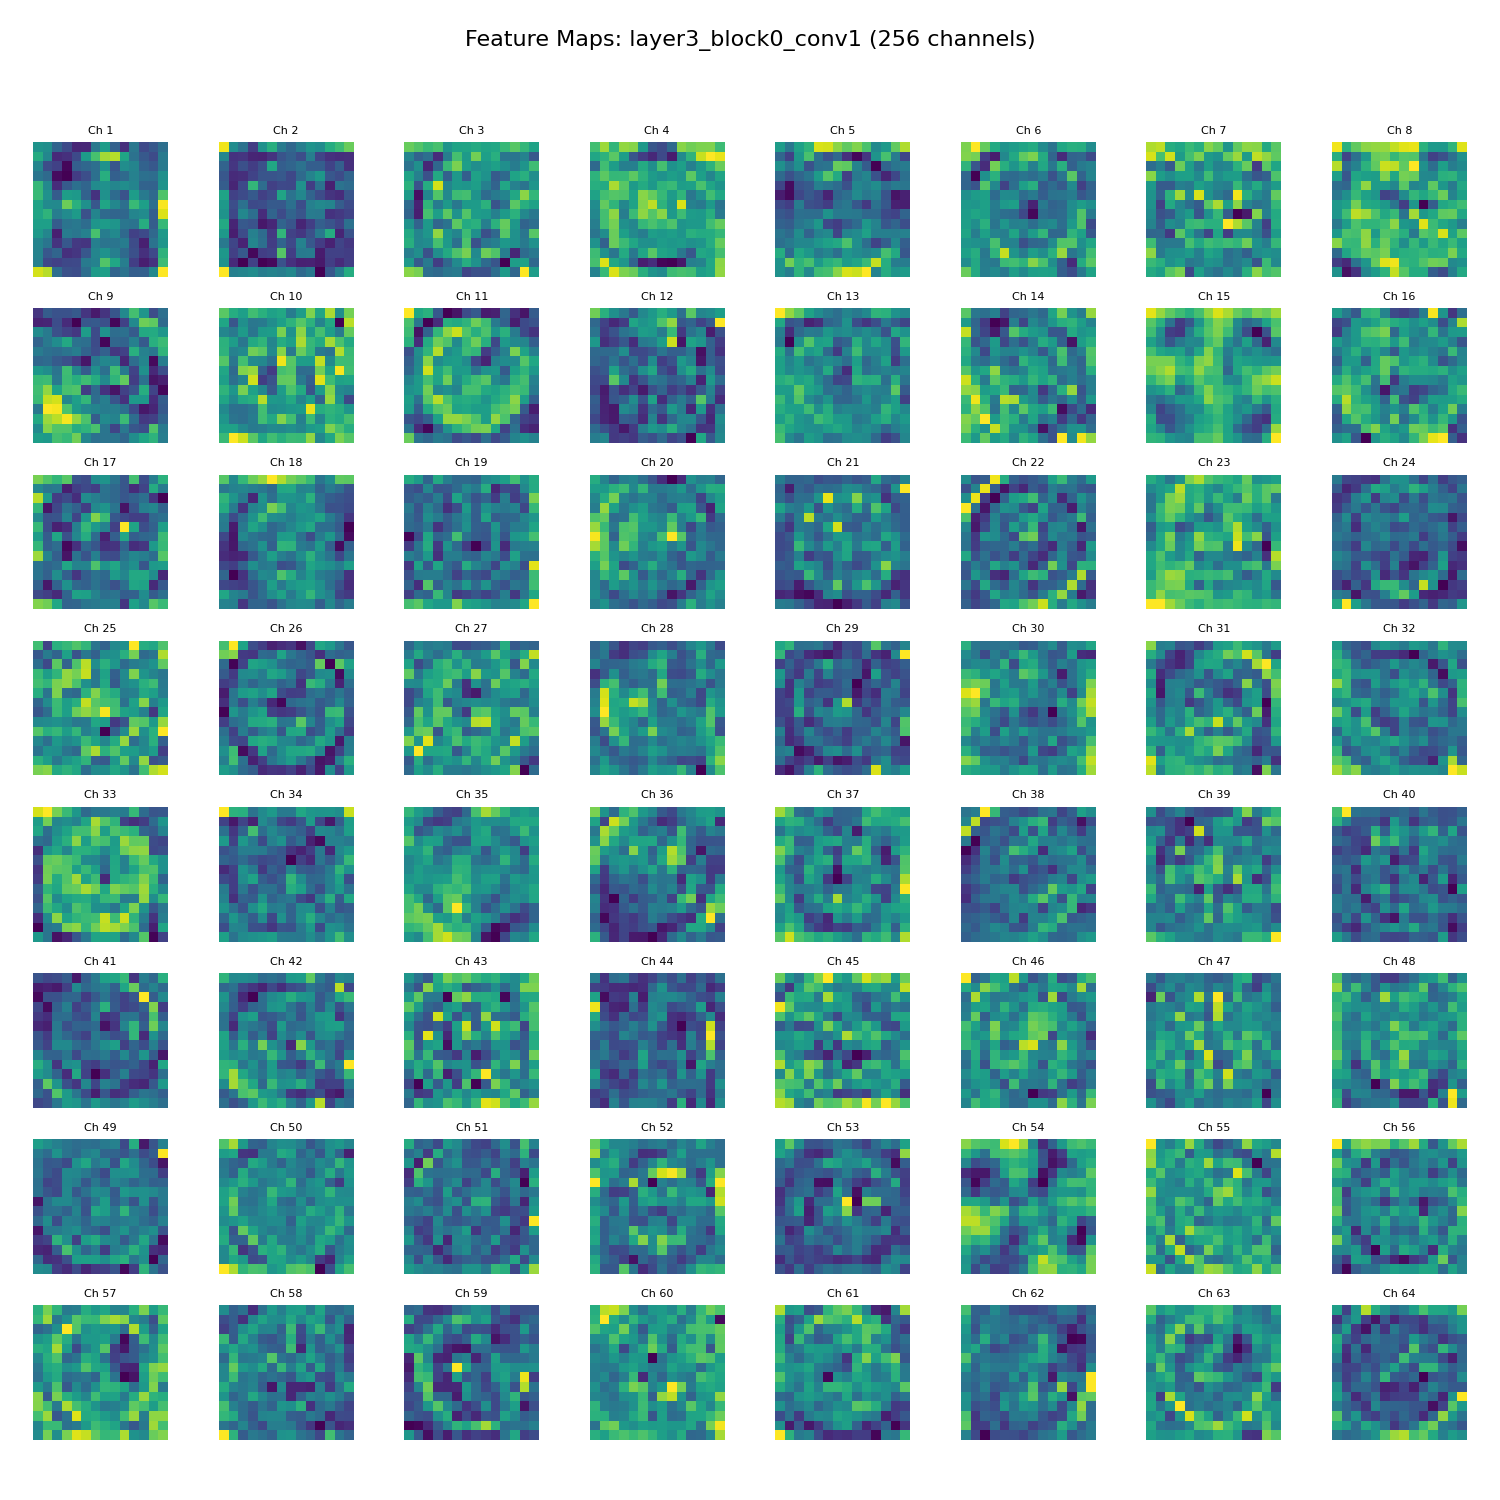 Feature Maps: layer3_block0_conv1 (256 channels)
Ch 1 Ch 2 Ch 3 Ch 4 Ch 5 Ch 6 Ch 7 Ch 8
Ch 9 Ch 10 Ch 11 Ch 12 Ch 13 Ch 14 Ch 15 Ch 16
Ch 17 Ch 18 Ch 19 Ch 20 Ch 21 Ch 22 Ch 23 Ch 24
Ch 25 Ch 26 Ch 27 Ch 28 Ch 29 Ch 30 Ch 31 Ch 32
Ch 33 Ch 34 Ch 35 Ch 36 Ch 37 Ch 38 Ch 39 Ch 40
Ch 41 Ch 42 Ch 43 Ch 44 Ch 45 Ch 46 Ch 47 Ch 48
Ch 49 Ch 50 Ch 51 Ch 52 Ch 53 Ch 54 Ch 55 Ch 56
Ch 57 Ch 58 Ch 59 Ch 60 Ch 61 Ch 62 Ch 63 Ch 64